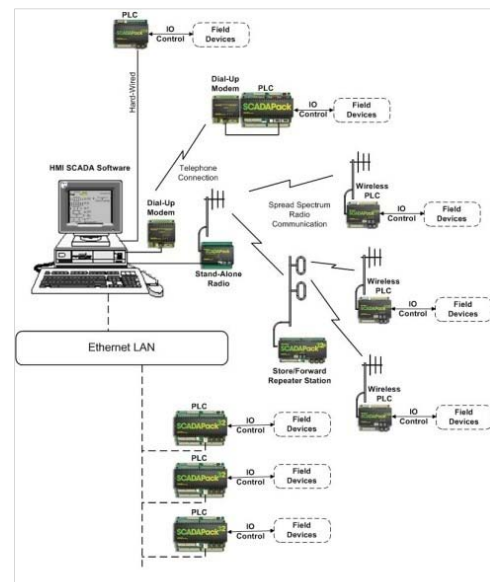 PLC
SCADAPack
IO
Control
Field
Devices
Hard-Wired
Dial-Up
Modem
PLC
SCADAPack
IO
Control
Field
Devices
HMI SCADA Software
Telephone
Connection
Dial-Up
Modem
Stand-Alone
Radio
Spread Spectrum
Radio
Communication
Wireless
PLC
IO
Control
Field
Devices
Wireless
PLC
IO
Control
Field
Devices
Store/Forward
Repeater Station
SCADAPack
Wireless
PLC
IO
Control
Field
Devices
Ethernet LAN
PLC
SCADAPack
IO
Control
Field
Devices
PLC
SCADAPack
IO
Control
Field
Devices
PLC
SCADAPack
IO
Control
Field
Devices